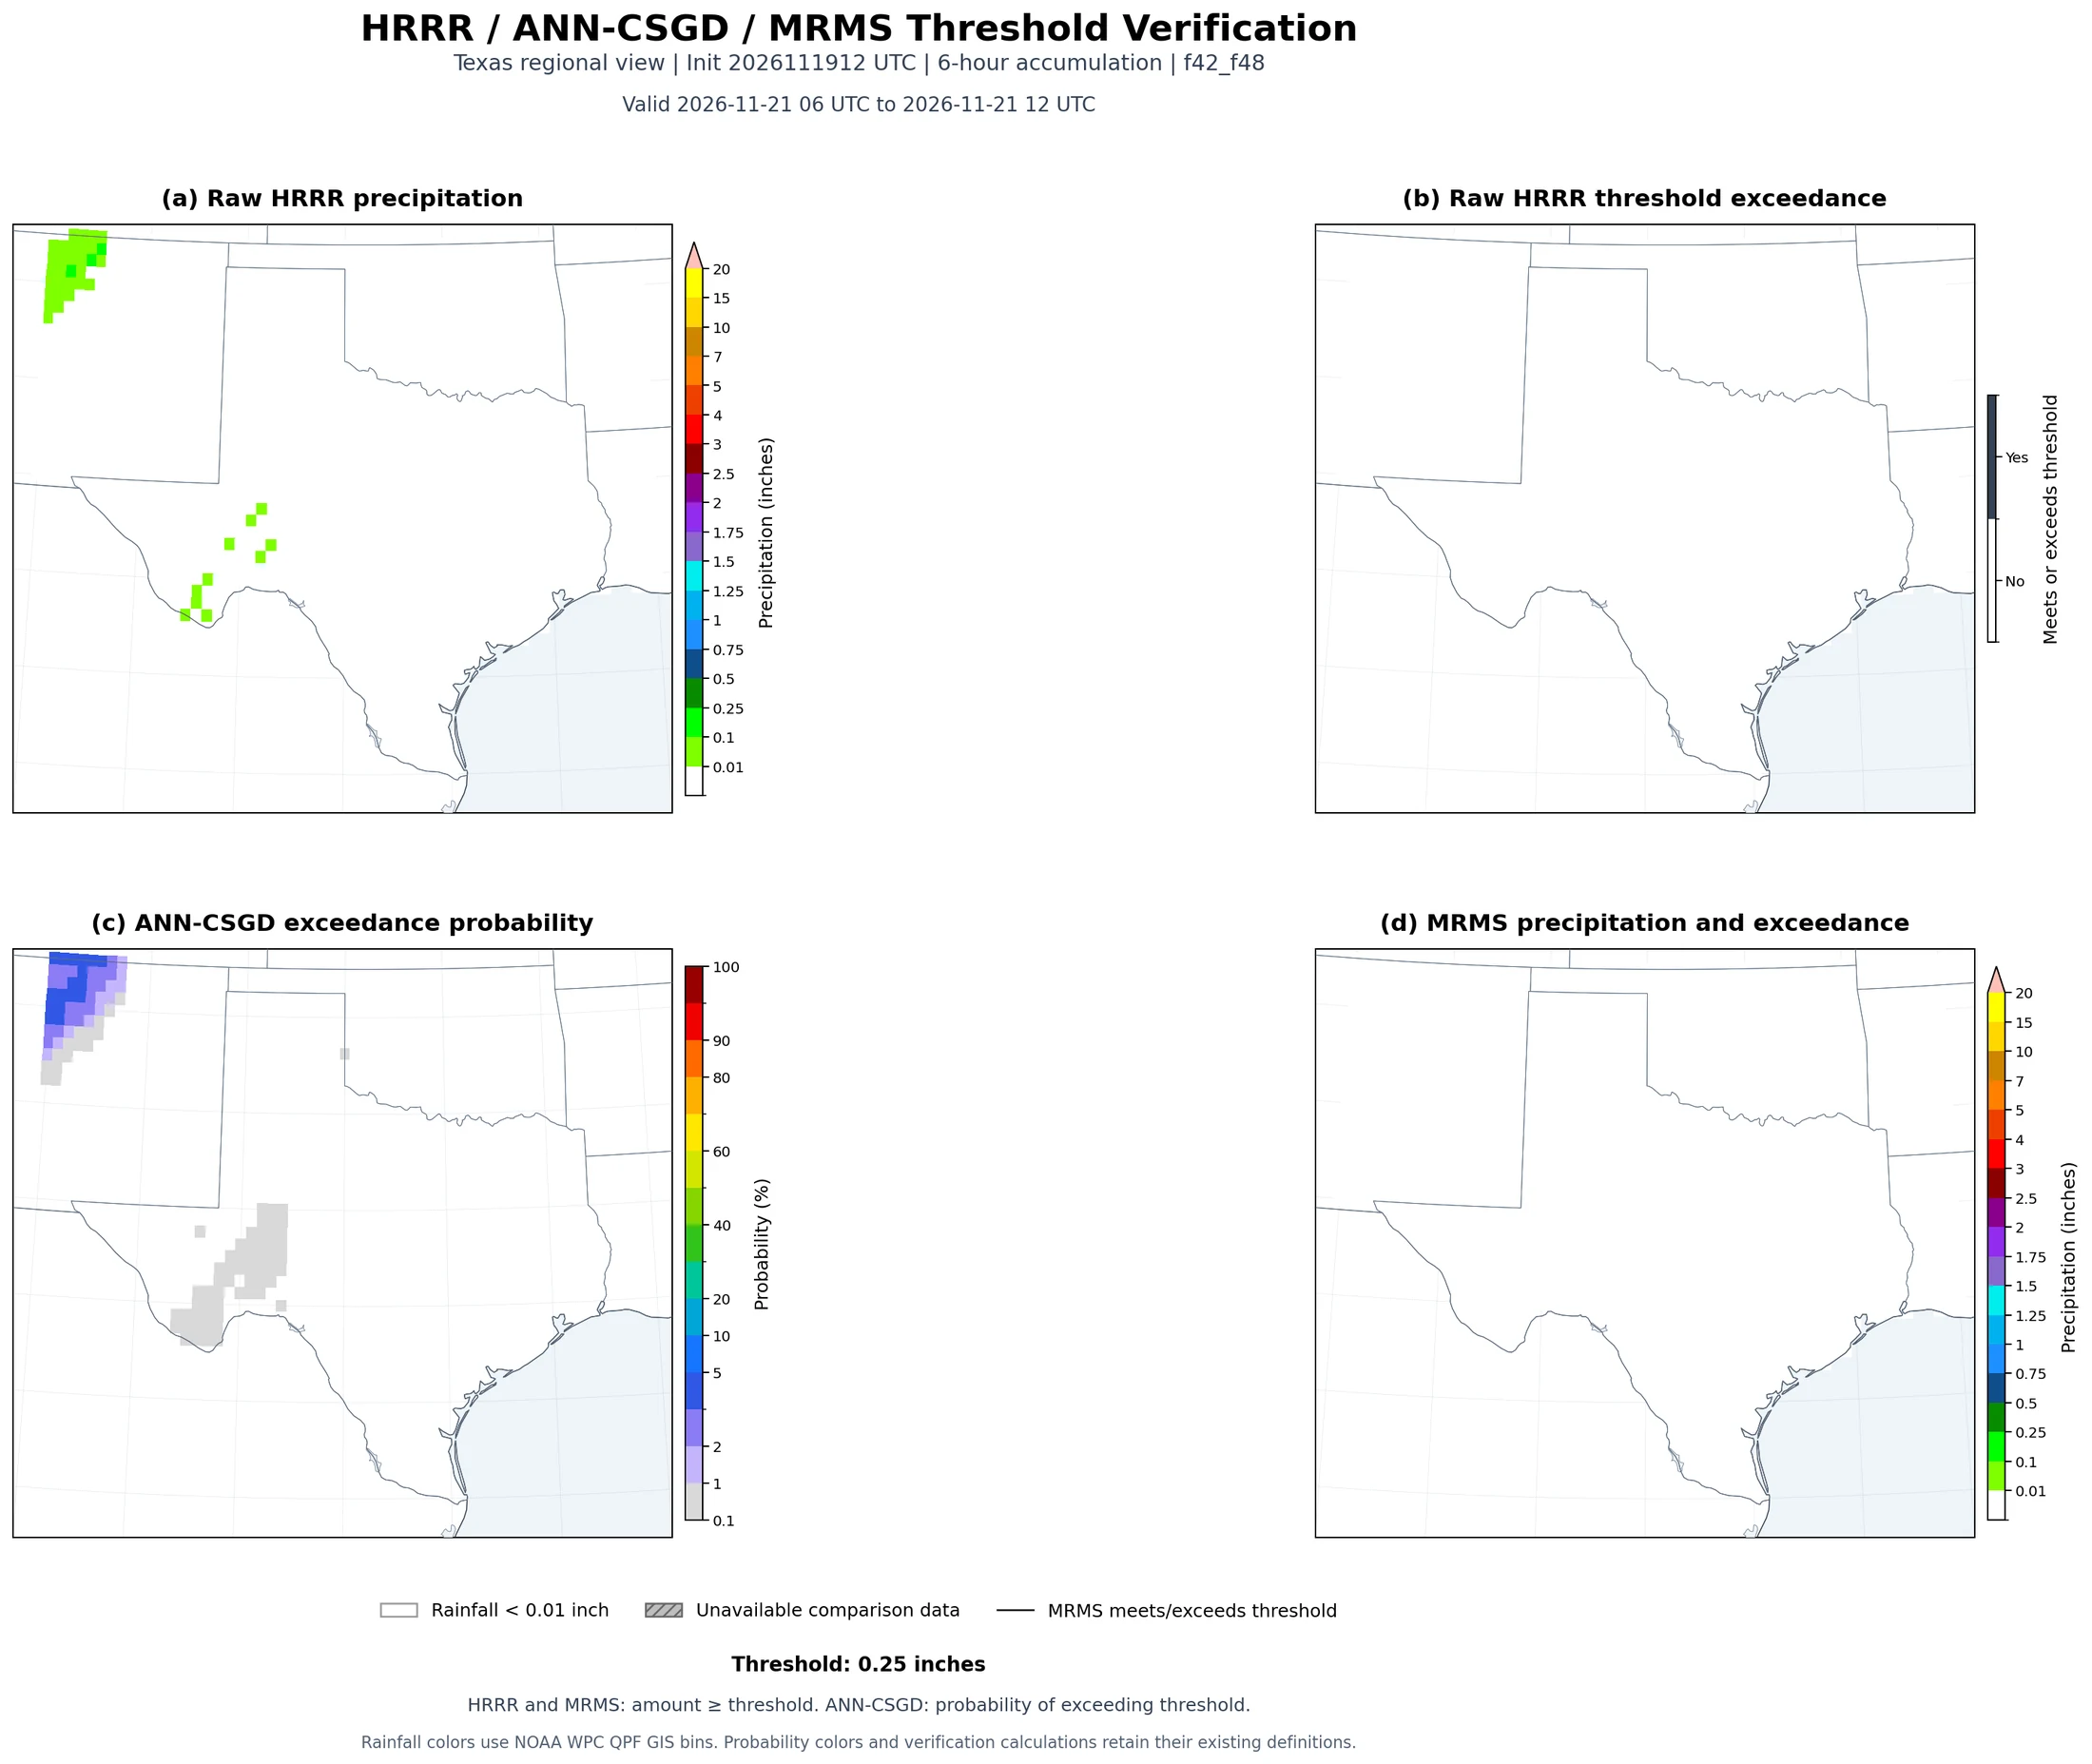 HRRR / ANN-CSGD / MRMS Threshold Verification
Texas regional view | Init 2026111912 UTC | 6-hour accumulation | f42_f48
Valid 2026-11-21 06 UTC to 2026-11-21 12 UTC
(a) Raw HRRR precipitation
20
15
10
7
5
4
3
2.5
2
1.75
1.5
1.25
1
0.75
0.5
0.25
0.1
0.01
Precipitation (inches)
(b) Raw HRRR threshold exceedance
Yes
No
Meets or exceeds threshold
(c) ANN-CSGD exceedance probability
100
90
80
60
40
20
10
5
2
1
0.1
Probability (%)
(d) MRMS precipitation and exceedance
20
15
10
7
5
4
3
2.5
2
1.75
1.5
1.25
1
0.75
0.5
0.25
0.1
0.01
Precipitation (inches)
Rainfall < 0.01 inch
Unavailable comparison data
MRMS meets/exceeds threshold
Threshold: 0.25 inches
HRRR and MRMS: amount ≥ threshold. ANN-CSGD: probability of exceeding threshold.
Rainfall colors use NOAA WPC QPF GIS bins. Probability colors and verification calculations retain their existing definitions.